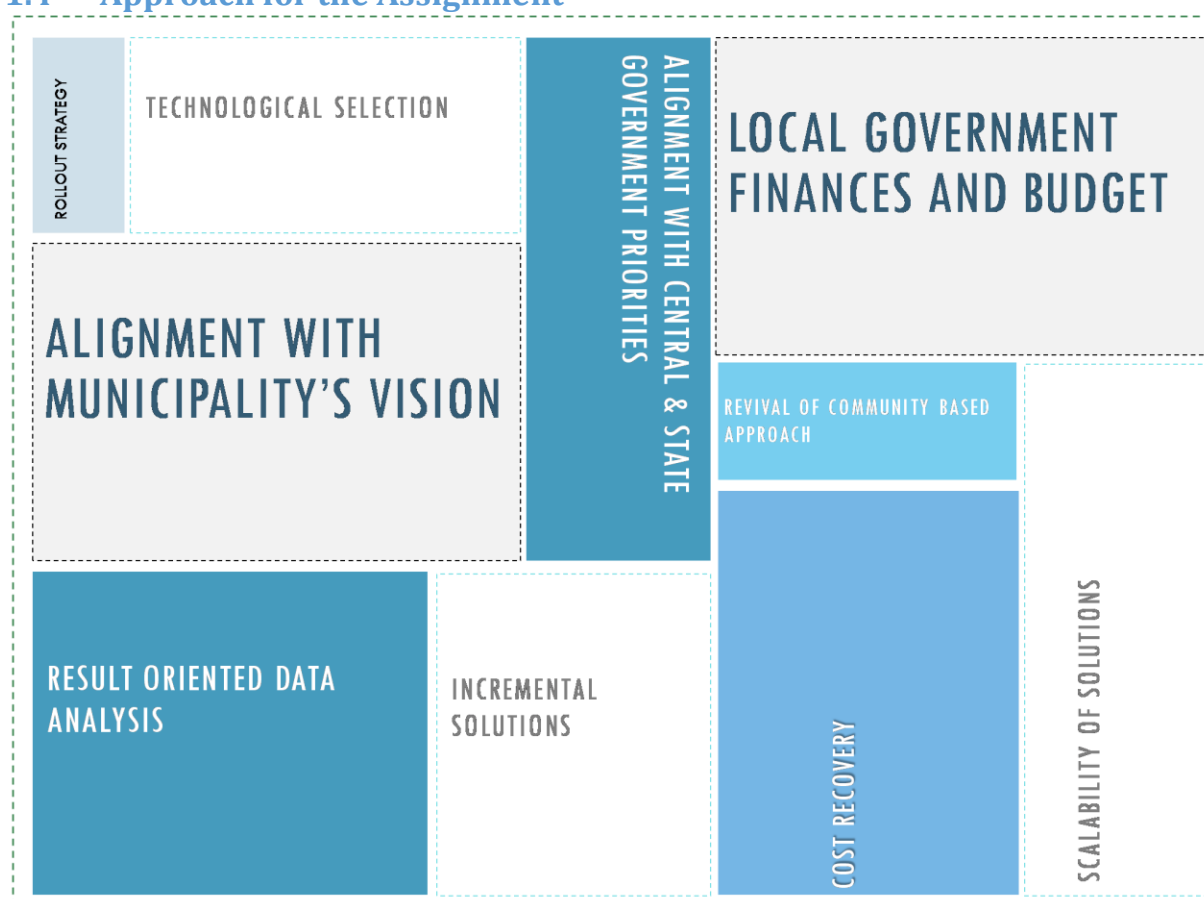 Approach for the Assignment
ROLLOUT STRATEGY
TECHNOLOGICAL SELECTION
ALIGNMENT WITH CENTRAL & STATE
GOVERNMENT PRIORITIES
LOCAL GOVERNMENT
FINANCES AND BUDGET
ALIGNMENT WITH
MUNICIPALITY'S VISION
REVIVAL OF COMMUNITY BASED
APPROACH
RESULT ORIENTED DATA
ANALYSIS
INCREMENTAL
SOLUTIONS
COST RECOVERY
SCALABILITY OF SOLUTIONS